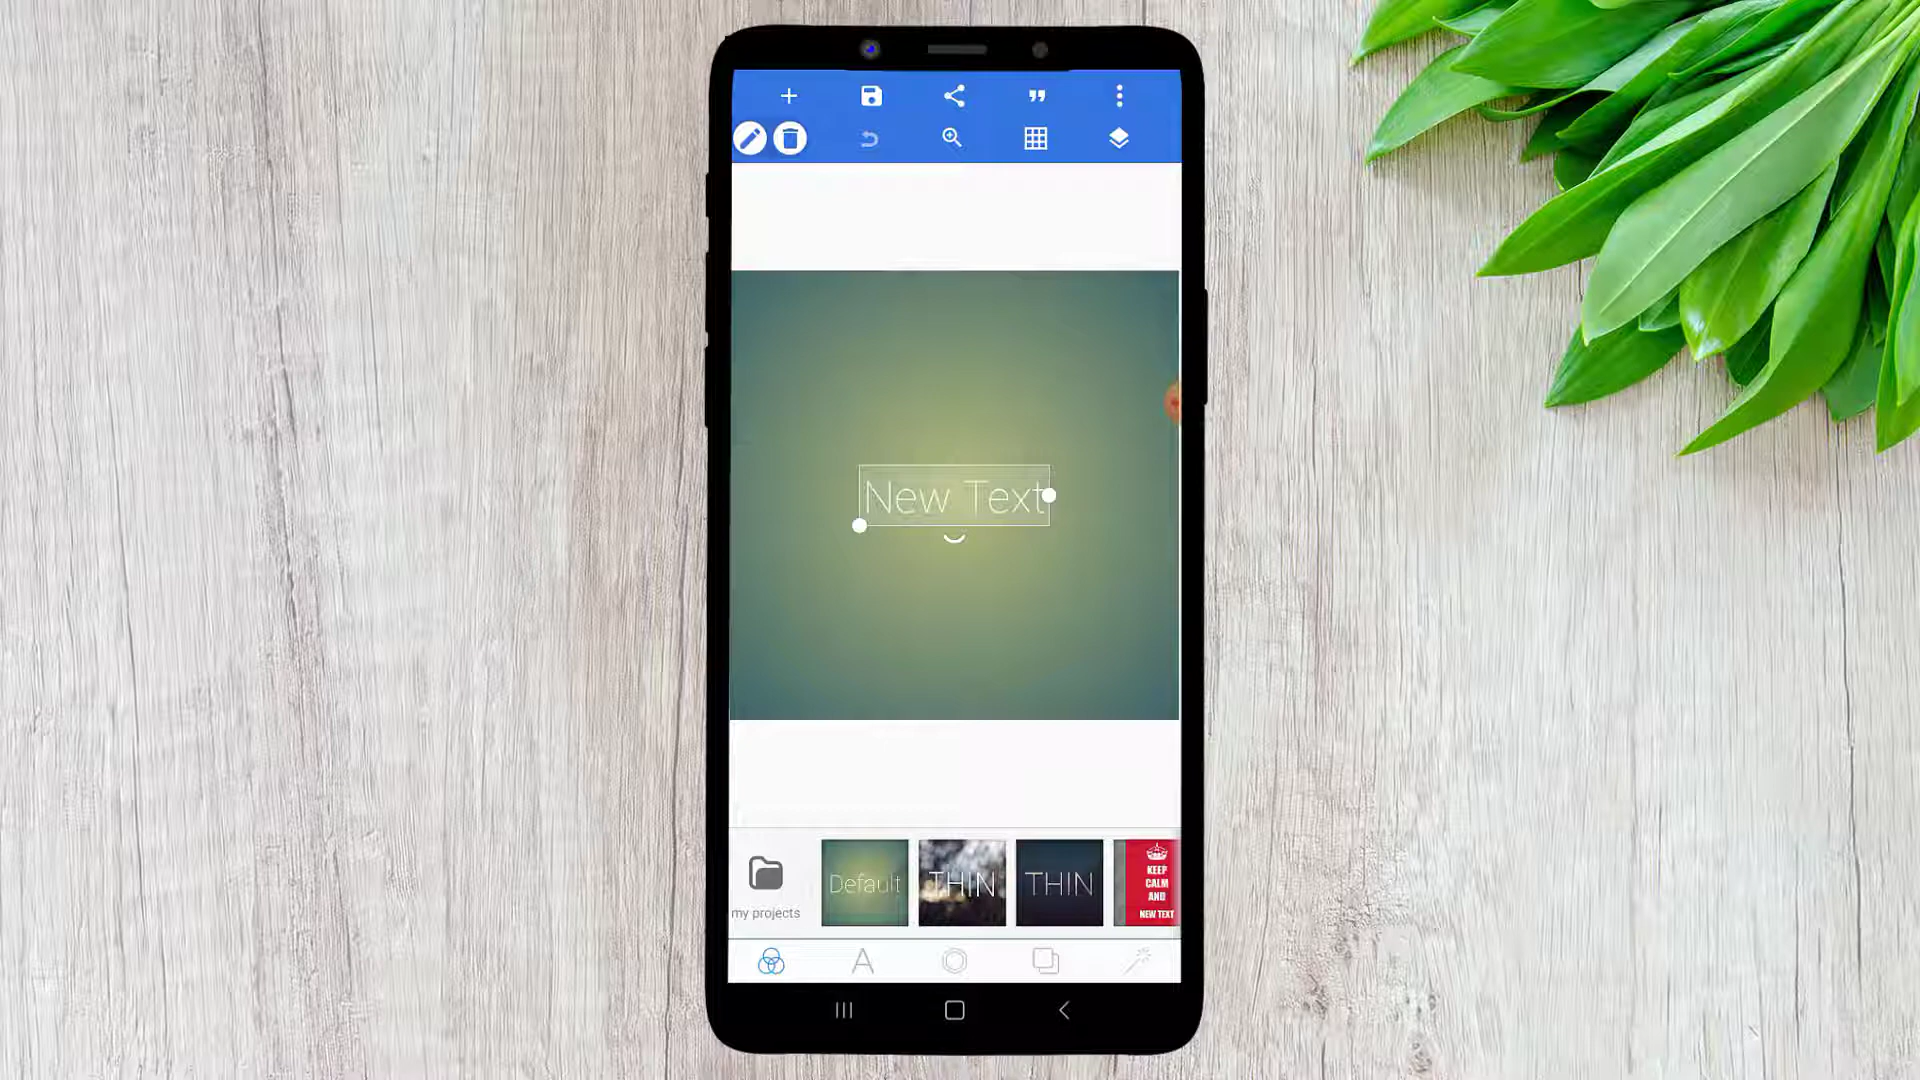 New Text
my projects
Default
THIN
THIN
KEEP
CALM
AND
NEW TEXT